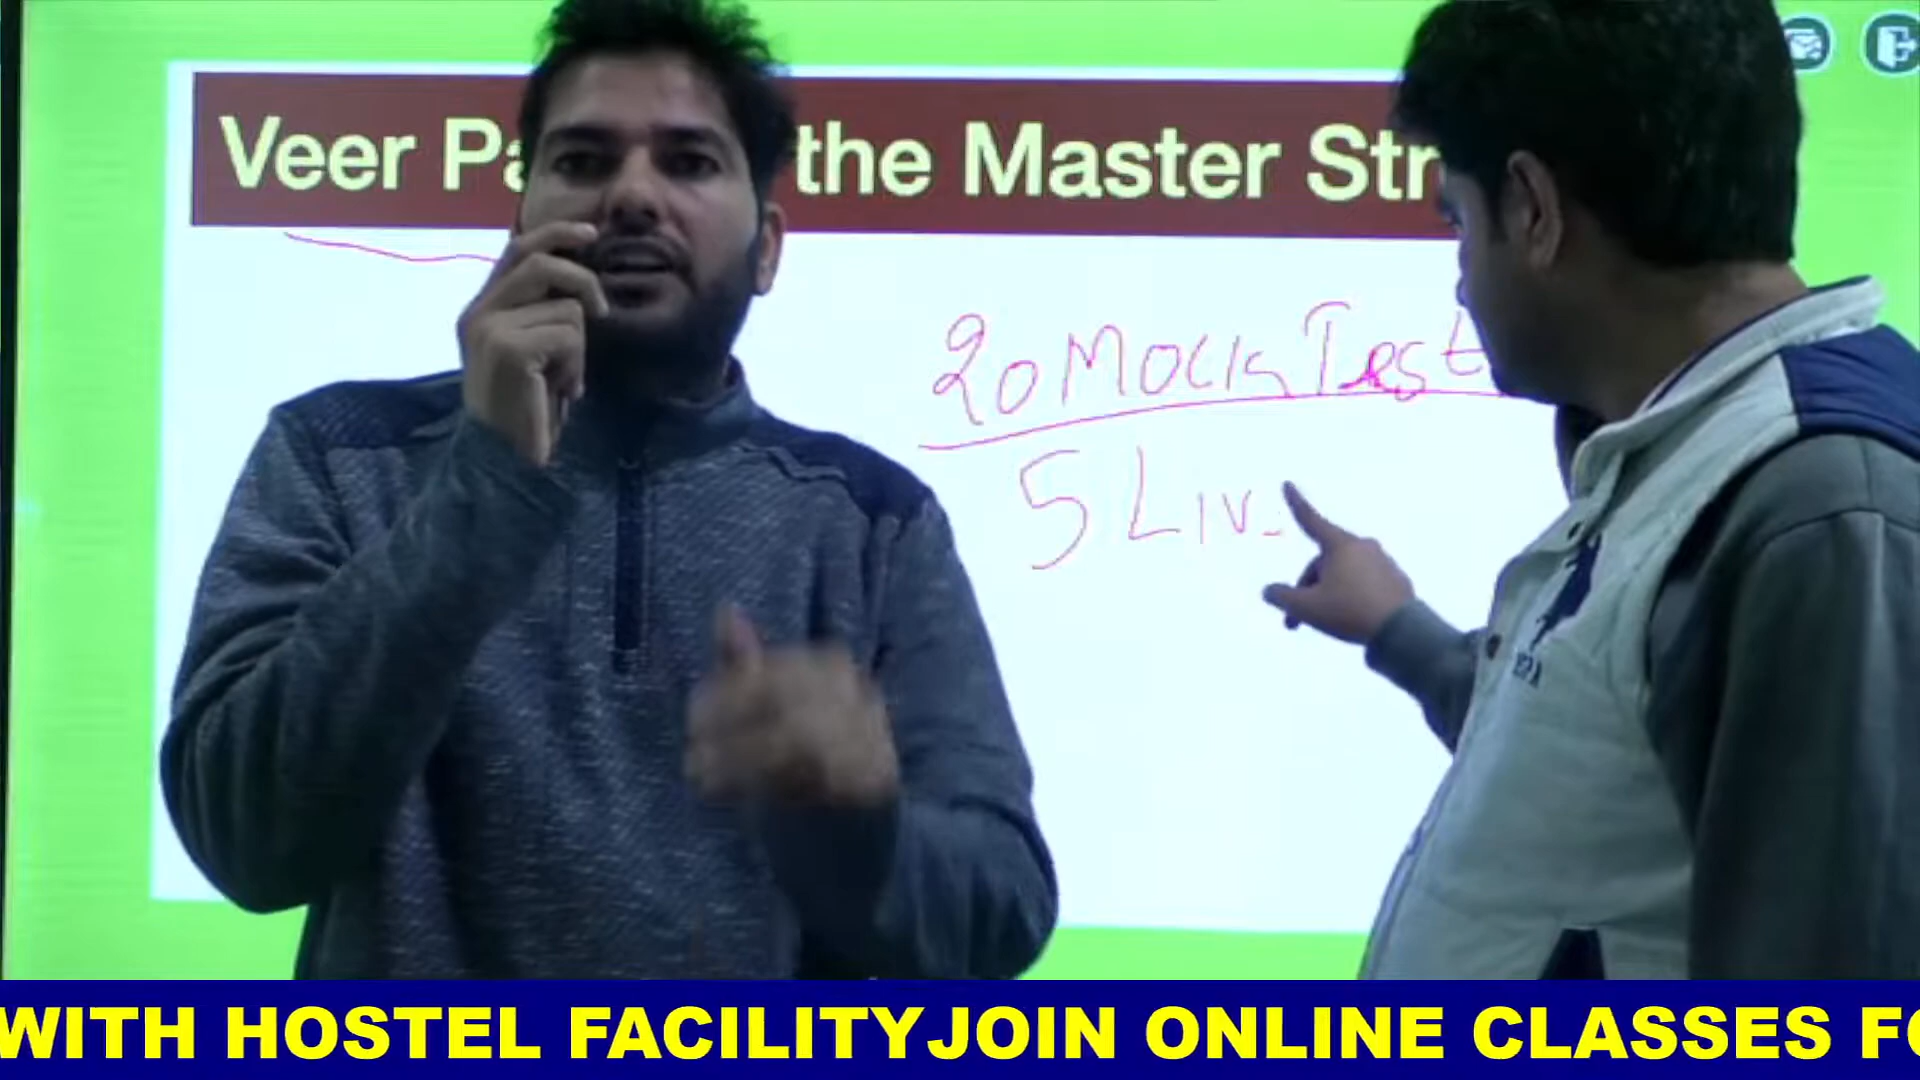 Veer Pa the Master Str
20 Mock Test
5 Liv
WITH HOSTEL FACILITYJOIN ONLINE CLASSES FO